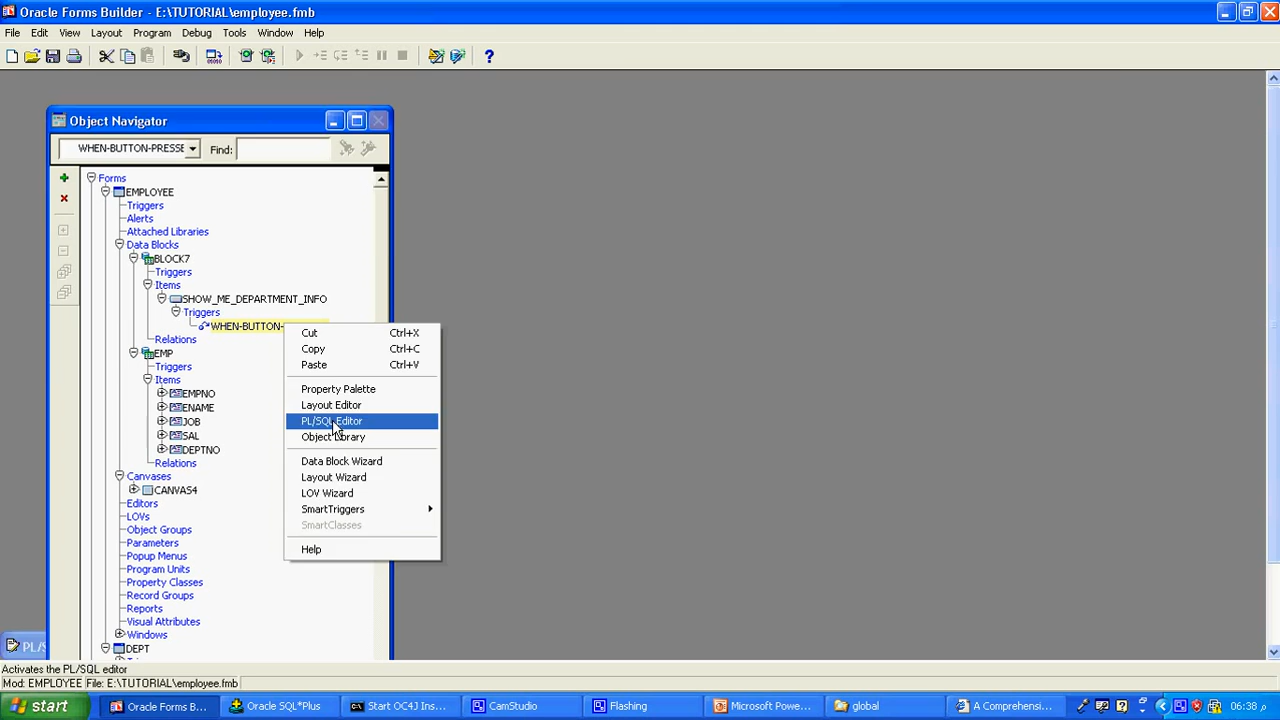 Oracle Forms Builder - E:\TUTORIAL\employee.fmb
File Edit View Layout Program Debug Tools Window Help
Object Navigator
WHEN-BUTTON-PRESSE Find:
Forms
EMPLOYEE
Triggers
Alerts
Attached Libraries
Data Blocks
BLOCK7
Triggers
Items
SHOW_ME_DEPARTMENT_INFO
Triggers
WHEN-BUTTON-
Relations
EMP
Triggers
Items
EMPNO
ENAME
JOB
SAL
DEPTNO
Relations
Canvases
CANVAS4
Editors
LOVs
Object Groups
Parameters
Popup Menus
Program Units
Property Classes
Record Groups
Reports
Visual Attributes
Windows
DEPT
Cut Ctrl+X
Copy Ctrl+C
Paste Ctrl+V
Property Palette
Layout Editor
PL/SQL Editor
Object Library
Data Block Wizard
Layout Wizard
LOV Wizard
SmartTriggers
SmartClasses
Help
PL/S
Activates the PL/SQL editor
Mod: EMPLOYEE File: E:\TUTORIAL\employee.fmb
start Oracle Forms B... Oracle SQL*Plus Start OC4J Ins... CamStudio Flashing Microsoft Powe... global A Comprehensi... 06:38 م